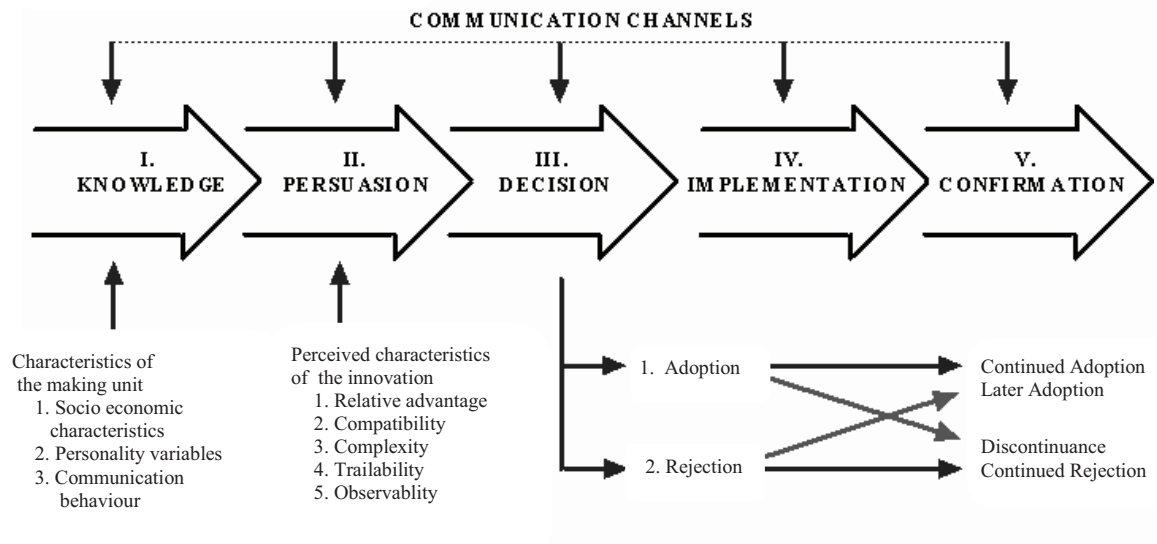 COMMUNICATION CHANNELS
I.
KNOWLEDGE
II.
PERSUASION
III.
DECISION
IV.
IMPLEMENTATION
V.
CONFIRMATION
Characteristics of
the making unit
1. Socio economic
characteristics
2. Personality variables
3. Communication
behaviour
Perceived characteristics
of the innovation
1. Relative advantage
2. Compatibility
3. Complexity
4. Trailability
5. Observablity
1. Adoption
2. Rejection
Continued Adoption
Later Adoption
Discontinuance
Continued Rejection